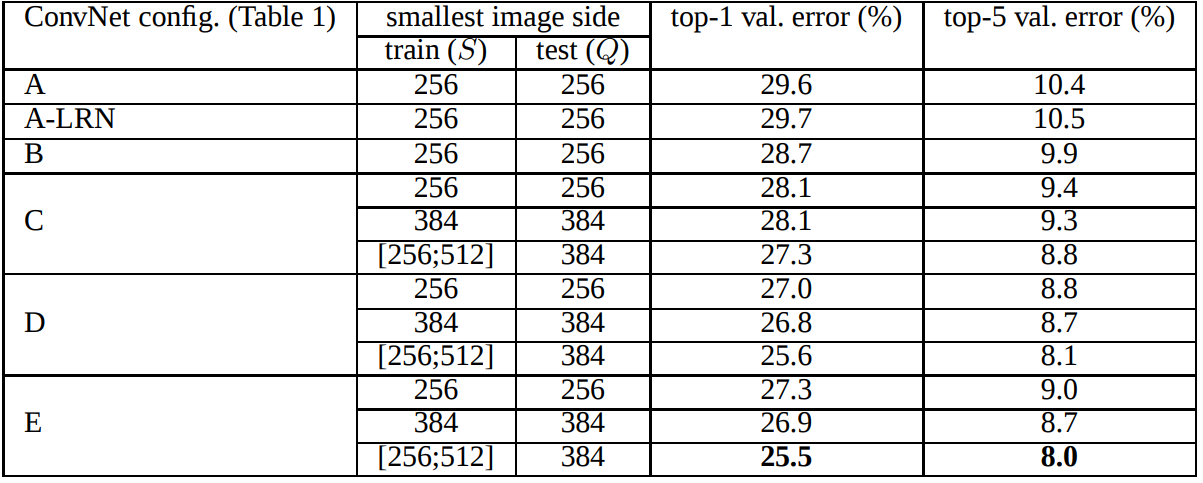 ConvNet config. (Table 1) smallest image side top-1 val. error (%) top-5 val. error (%)
train (S) test (Q)
A 256 256 29.6 10.4
A-LRN 256 256 29.7 10.5
B 256 256 28.7 9.9
C 256 256 28.1 9.4
384 384 28.1 9.3
[256;512] 384 27.3 8.8
D 256 256 27.0 8.8
384 384 26.8 8.7
[256;512] 384 25.6 8.1
E 256 256 27.3 9.0
384 384 26.9 8.7
[256;512] 384 25.5 8.0